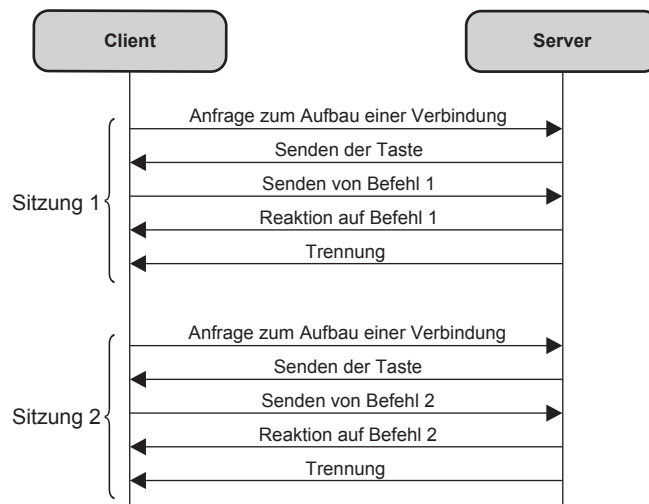 Client
Server
Anfrage zum Aufbau einer Verbindung
Senden der Taste
Sitzung 1
Senden von Befehl 1
Reaktion auf Befehl 1
Trennung
Anfrage zum Aufbau einer Verbindung
Senden der Taste
Sitzung 2
Senden von Befehl 2
Reaktion auf Befehl 2
Trennung